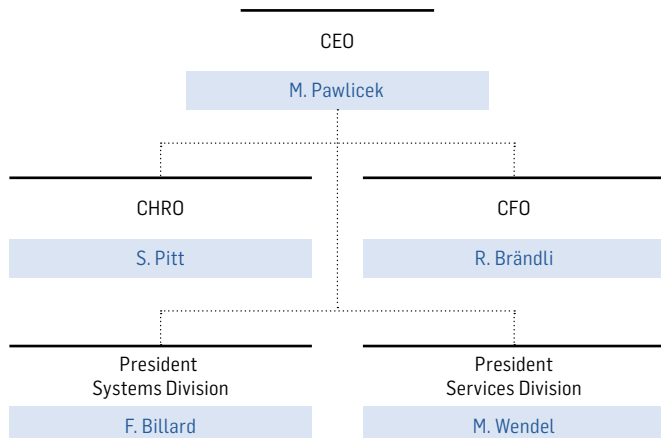 CEO
M. Pawlicek
CHRO
CFO
S. Pitt
R. Brändli
President
Systems Division
President
Services Division
F. Billard
M. Wendel